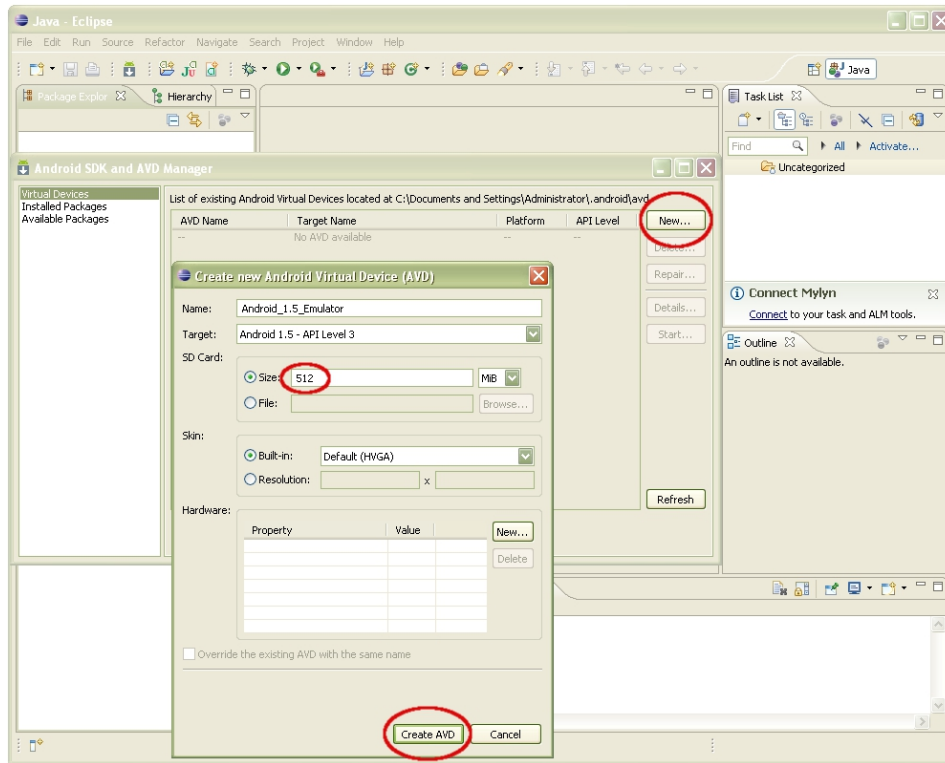 Java - Eclipse
File Edit Run Source Refactor Navigate Search Project Window Help
Java
Package Explor Hierarchy
Task List
Find All Activate...
Uncategorized
Android SDK and AVD Manager
Virtual Devices
Installed Packages
Available Packages
List of existing Android Virtual Devices located at C:\Documents and Settings\Administrator\.android\avd
AVD Name Target Name Platform API Level
-- No AVD available -- --
New...
Delete...
Repair...
Details...
Start...
Refresh
Create new Android Virtual Device (AVD)
Name: Android_1.5_Emulator
Target: Android 1.5 - API Level 3
SD Card:
Size: 512 MiB
File: Browse...
Skin:
Built-in: Default (HVGA)
Resolution: x
Hardware:
Property Value New...
Delete
Override the existing AVD with the same name
Create AVD Cancel
Connect Mylyn
Connect to your task and ALM tools.
Outline
An outline is not available.